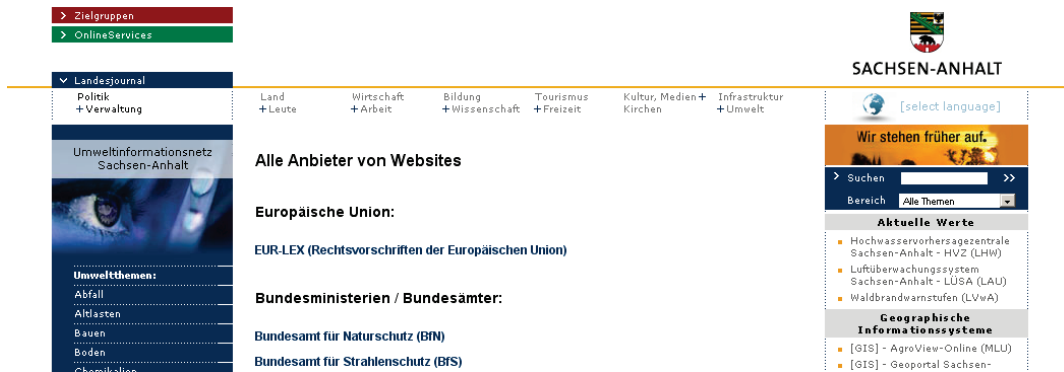 Zielgruppen
OnlineServices
SACHSEN-ANHALT
Landesjournal
Politik
+Verwaltung
Land
+Leute
Wirtschaft
+Arbeit
Bildung
+Wissenschaft
Tourismus
+Freizeit
Kultur, Medien+
Kirchen
Infrastruktur
+Umwelt
[select language]
Umweltinformationsnetz
Sachsen-Anhalt
Umweltthemen:
Abfall
Altlasten
Bauen
Boden
Chemikalien
Alle Anbieter von Websites
Europäische Union:
EUR-LEX (Rechtsvorschriften der Europäischen Union)
Bundesministerien / Bundesämter:
Bundesamt für Naturschutz (BfN)
Bundesamt für Strahlenschutz (BfS)
Wir stehen früher auf.
Suchen >>
Bereich Alle Themen
Aktuelle Werte
Hochwasservorhersagezentrale
Sachsen-Anhalt - HVZ (LHW)
Luftüberwachungssystem
Sachsen-Anhalt - LÜSA (LAU)
Waldbrandwarnstufen (LVwA)
Geographische
Informationssysteme
[GIS] - AgroView-Online (MLU)
[GIS] - Geoportal Sachsen-